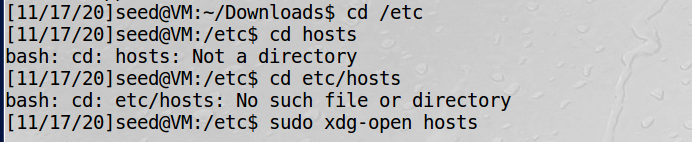 [11/17/20]seed@VM:~/Downloads$ cd /etc
[11/17/20]seed@VM:/etc$ cd hosts
bash: cd: hosts: Not a directory
[11/17/20]seed@VM:/etc$ cd etc/hosts
bash: cd: etc/hosts: No such file or directory
[11/17/20]seed@VM:/etc$ sudo xdg-open hosts